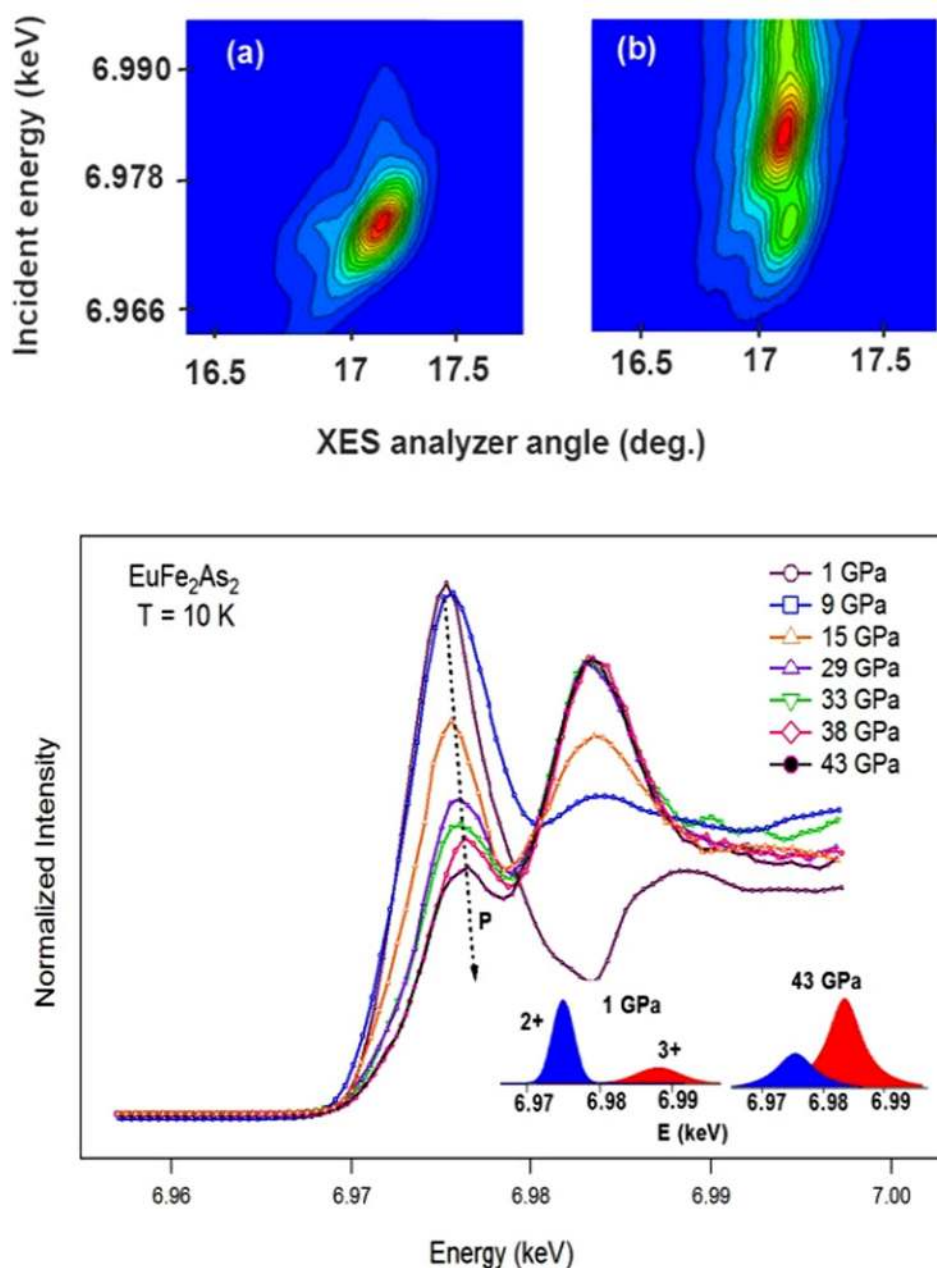 Incident energy (keV)
6.990
6.978
6.966
(a)
(b)
16.5 17 17.5
16.5 17 17.5
XES analyzer angle (deg.)
EuFe₂As₂
T = 10 K
1 GPa
9 GPa
15 GPa
29 GPa
33 GPa
38 GPa
43 GPa
Normalized Intensity
P
2+
1 GPa
3+
43 GPa
6.97 6.98 6.99
6.97 6.98 6.99
E (keV)
6.96 6.97 6.98 6.99 7.00
Energy (keV)